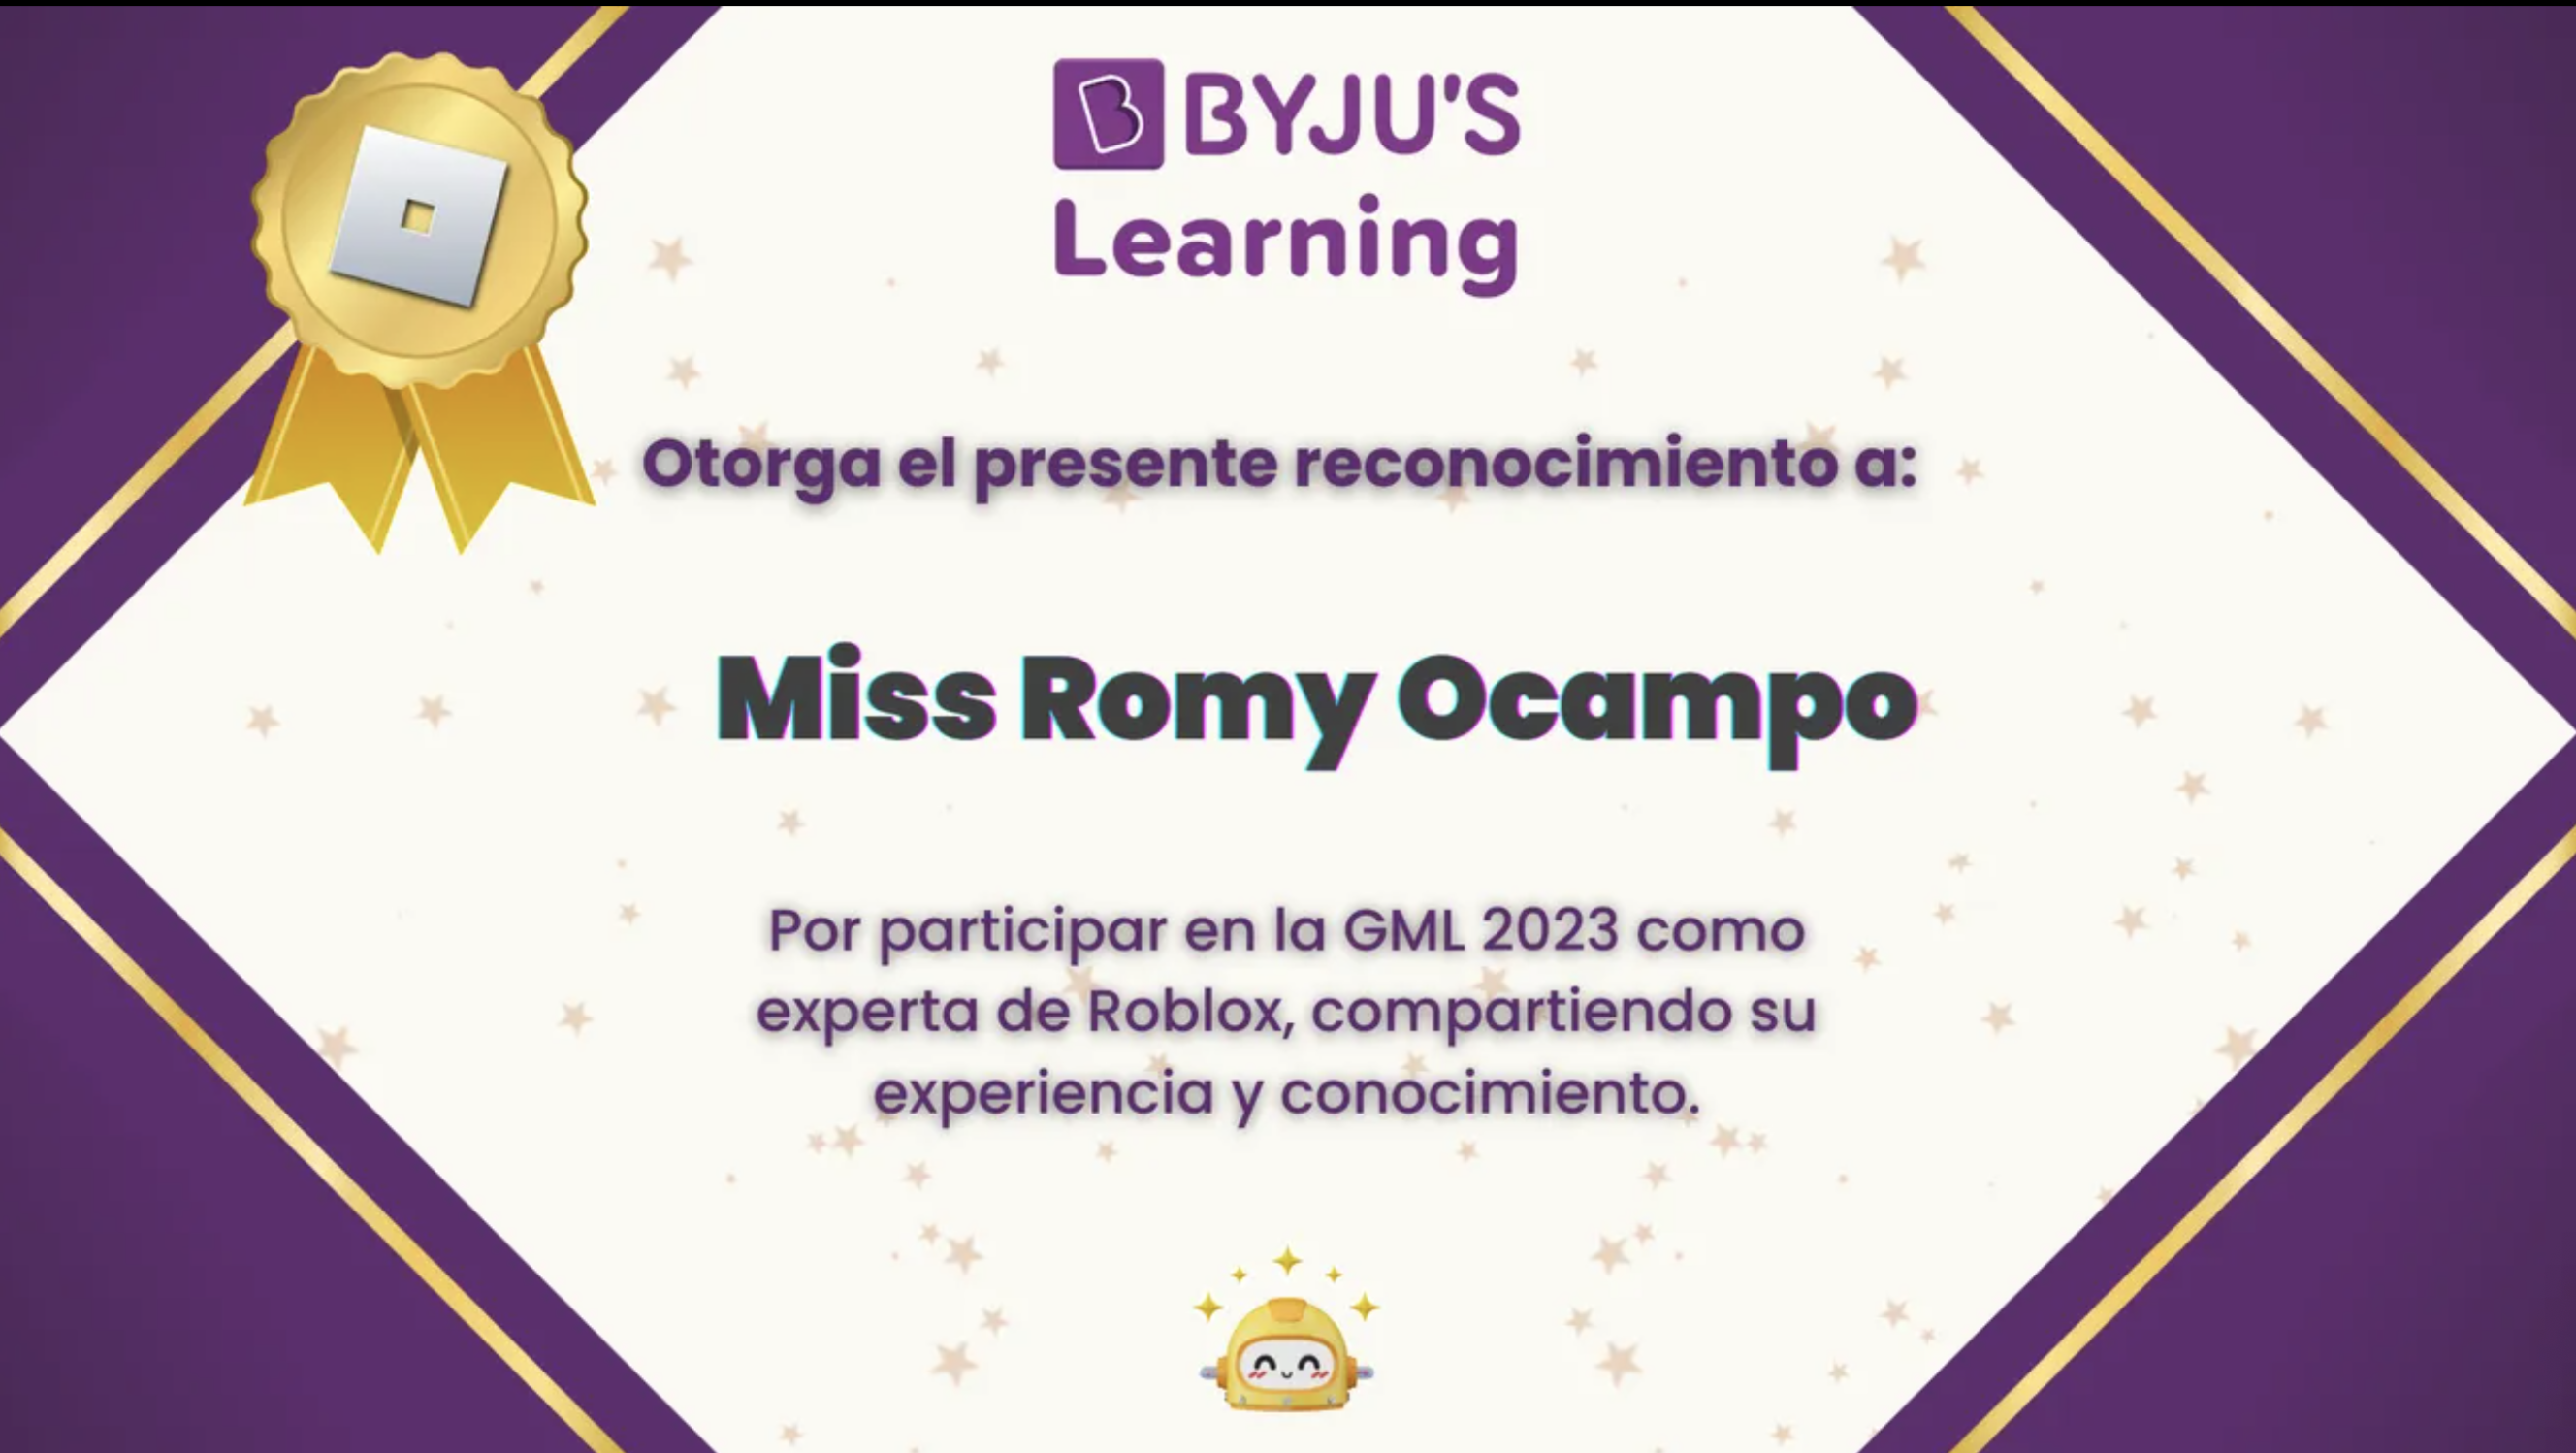 BYJU'S
Learning
Otorga el presente reconocimiento a:
Miss Romy Ocampo
Por participar en la GML 2023 como
experta de Roblox, compartiendo su
experiencia y conocimiento.